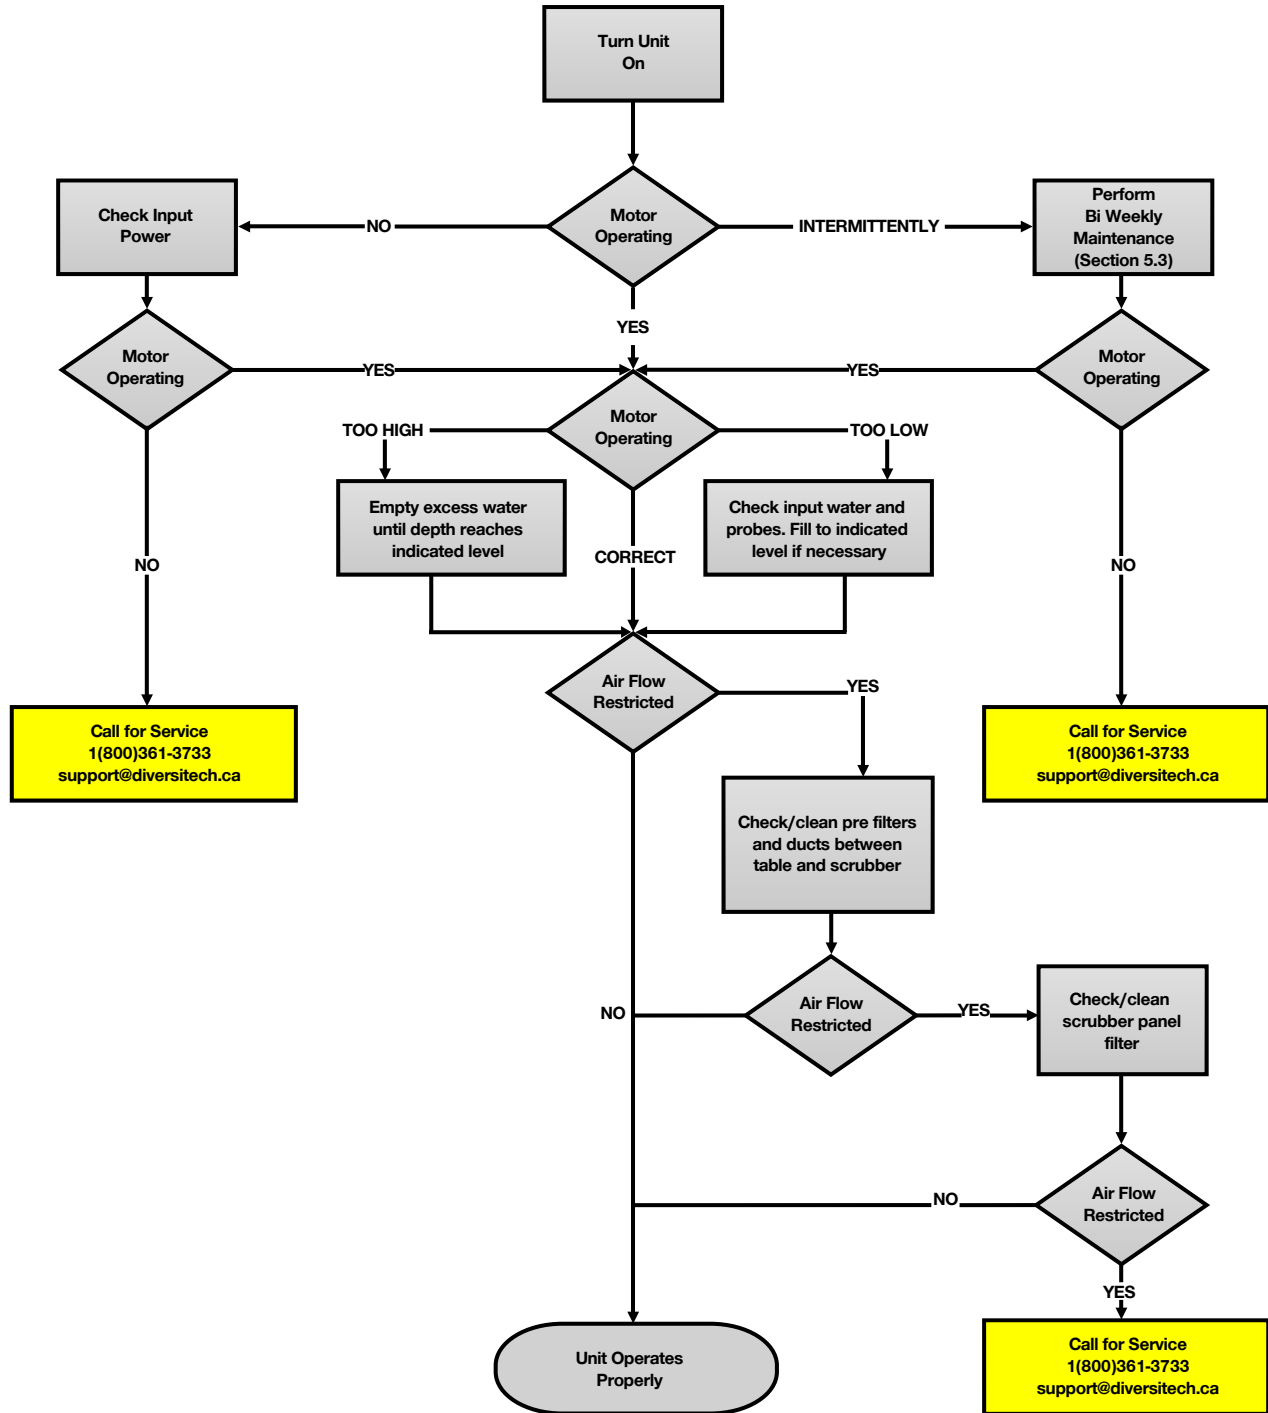 Turn Unit
On
Check Input
Power
NO
Motor
Operating
INTERMITTENTLY
Perform
Bi Weekly
Maintenance
(Section 5.3)
YES
Motor
Operating
YES
YES
Motor
Operating
TOO HIGH
Motor
Operating
TOO LOW
Empty excess water
until depth reaches
indicated level
Check input water and
probes. Fill to indicated
level if necessary
NO
CORRECT
NO
Air Flow
Restricted
YES
Call for Service
1(800)361-3733
support@diversitech.ca
Call for Service
1(800)361-3733
support@diversitech.ca
Check/clean pre filters
and ducts between
table and scrubber
NO
Air Flow
Restricted
YES
Check/clean
scrubber panel
filter
NO
Air Flow
Restricted
YES
Unit Operates
Properly
Call for Service
1(800)361-3733
support@diversitech.ca